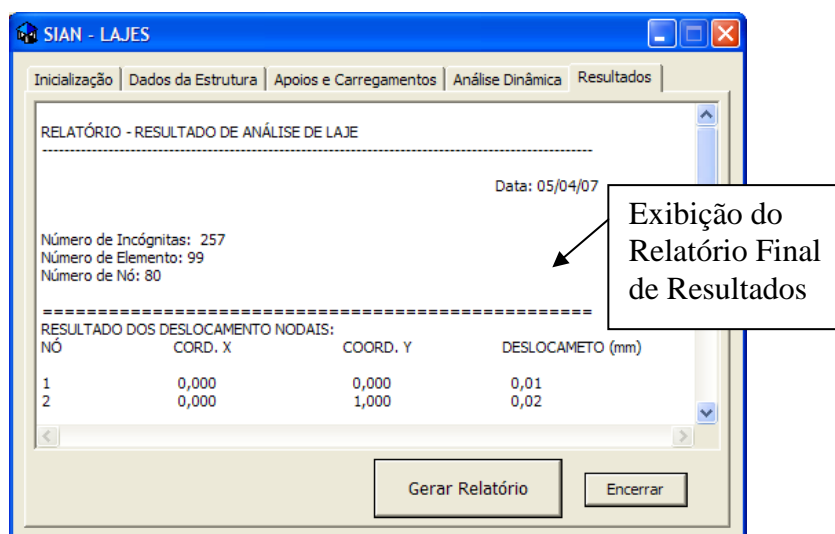 SIAN - LAJES
Inicialização Dados da Estrutura Apoios e Carregamentos Análise Dinâmica Resultados
RELATÓRIO - RESULTADO DE ANÁLISE DE LAJE
Data: 05/04/07
Número de Incógnitas: 257
Número de Elemento: 99
Número de Nó: 80
RESULTADO DOS DESLOCAMENTO NODAIS:
NÓ CORD. X COORD. Y DESLOCAMETO (mm)
1 0,000 0,000 0,01
2 0,000 1,000 0,02
Gerar Relatório Encerrar
Exibição do
Relatório Final
de Resultados